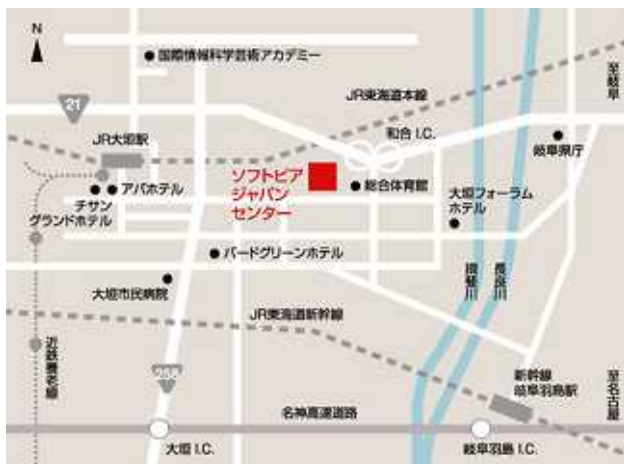 N
国際情報科学芸術アカデミー
至岐阜
21
JR東海道本線
JR大垣駅
和合 I.C.
岐阜県庁
ソフトピア
ジャパン
センター
総合体育館
アパホテル
チサン
グランドホテル
大垣フォーラム
ホテル
バードグリーンホテル
揖斐川
長良川
大垣市民病院
JR東海道新幹線
近鉄養老線
258
新幹線
岐阜羽島駅
至名古屋
名神高速道路
大垣 I.C.
岐阜羽島 I.C.